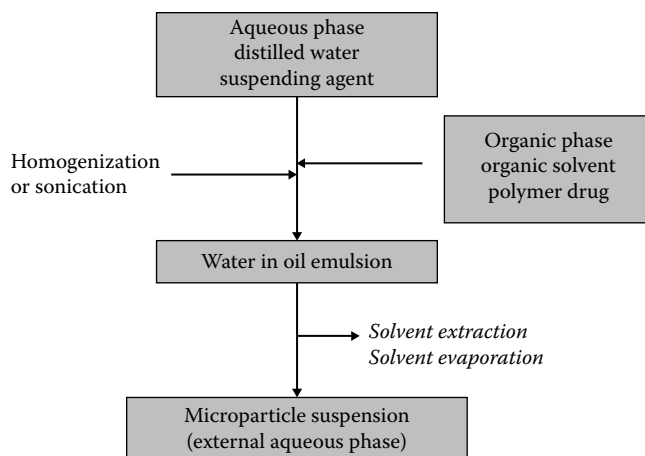 Aqueous phase
distilled water
suspending agent
Organic phase
organic solvent
polymer drug
Homogenization
or sonication
Water in oil emulsion
Solvent extraction
Solvent evaporation
Microparticle suspension
(external aqueous phase)